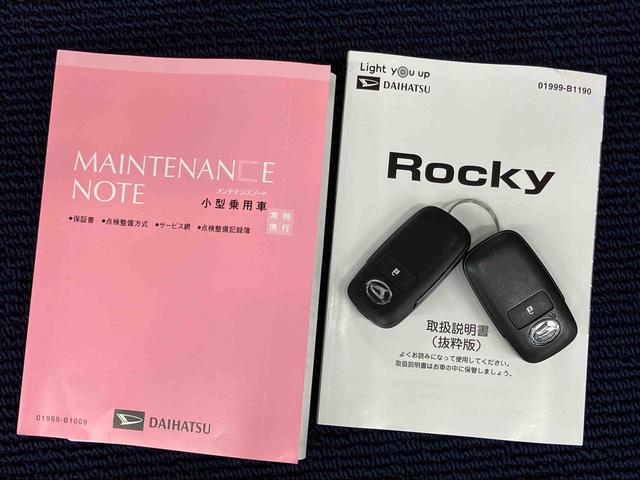 MAINTENANCE
NOTE
メンテナンスノート
小型乗用車
常時
携行
●保証書 ●点検整備方式 ●サービス網 ●点検整備記録簿
01989-B1009
DAIHATSU
Light you up
DAIHATSU
01999-B1190
Rocky
取扱説明書
(抜粋版)
よくお読みになって使用してください。
取扱説明書はお車の中に保管しましょう。